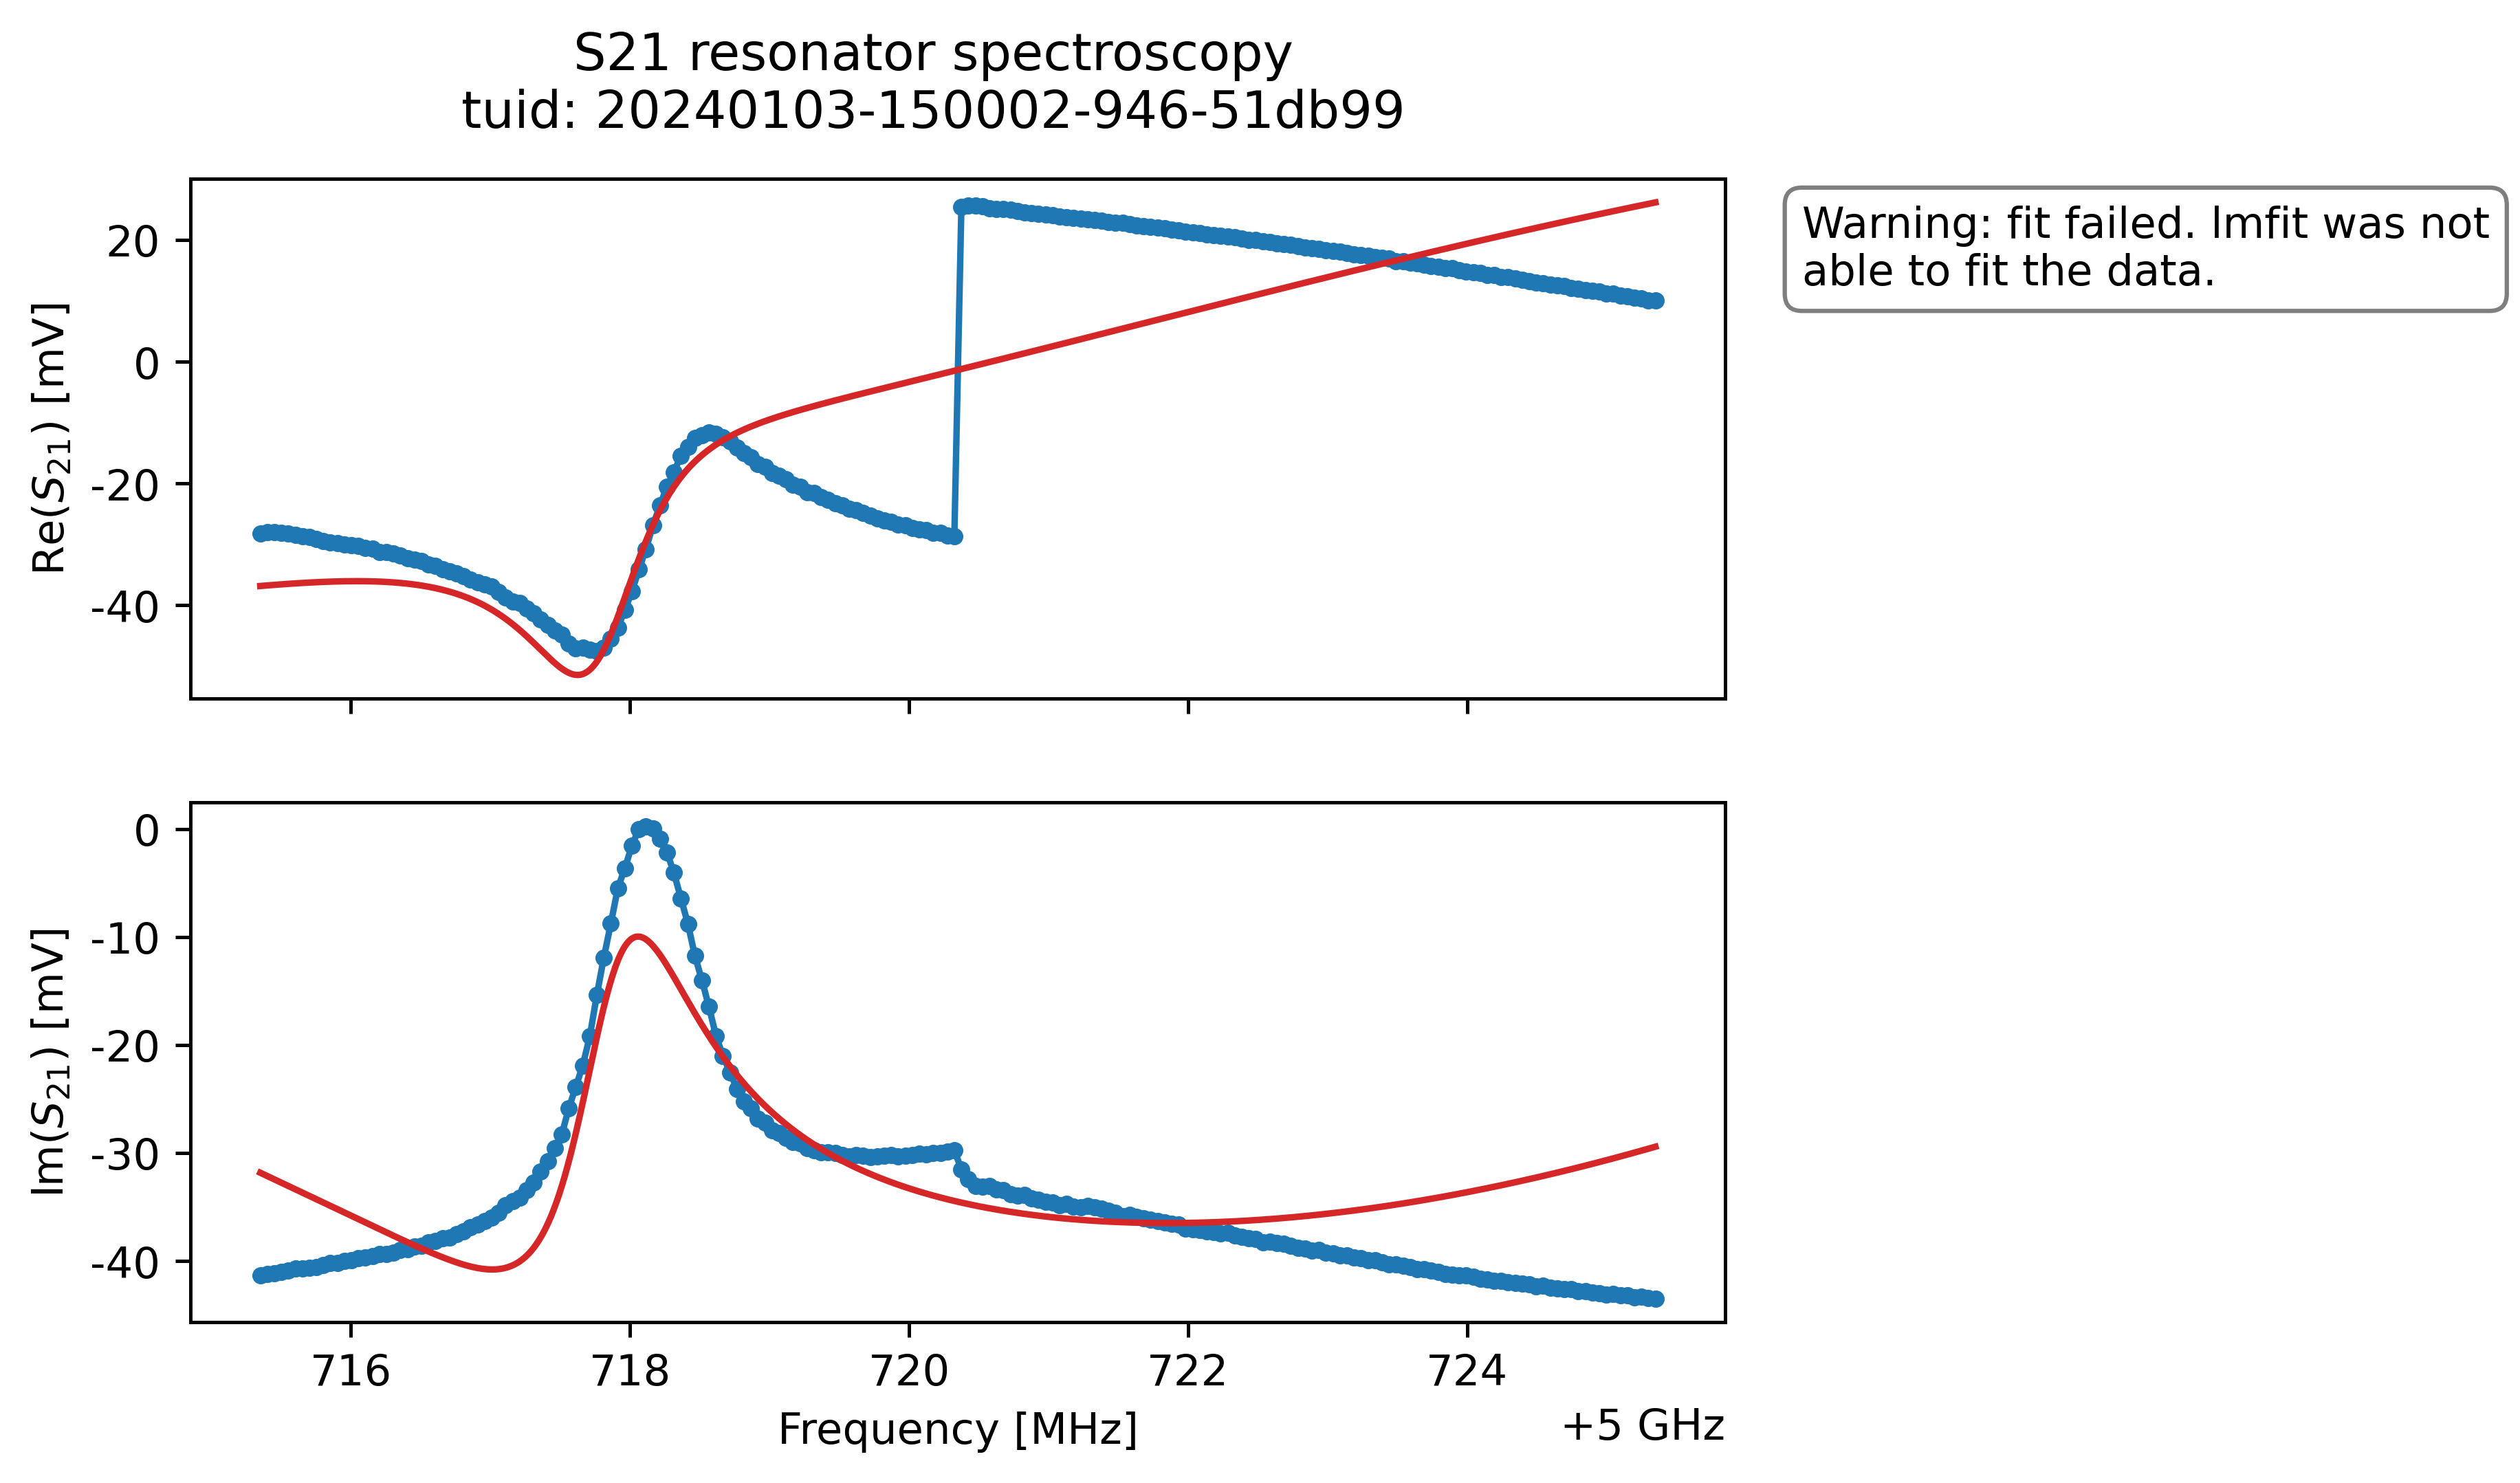 S21 resonator spectroscopy
tuid: 20240103-150002-946-51db99
Warning: fit failed. lmfit was not
able to fit the data.
Re(S₂₁) [mV]
20
0
-20
-40
Im(S₂₁) [mV]
0
-10
-20
-30
-40
716
718
720
722
724
Frequency [MHz]
+5 GHz